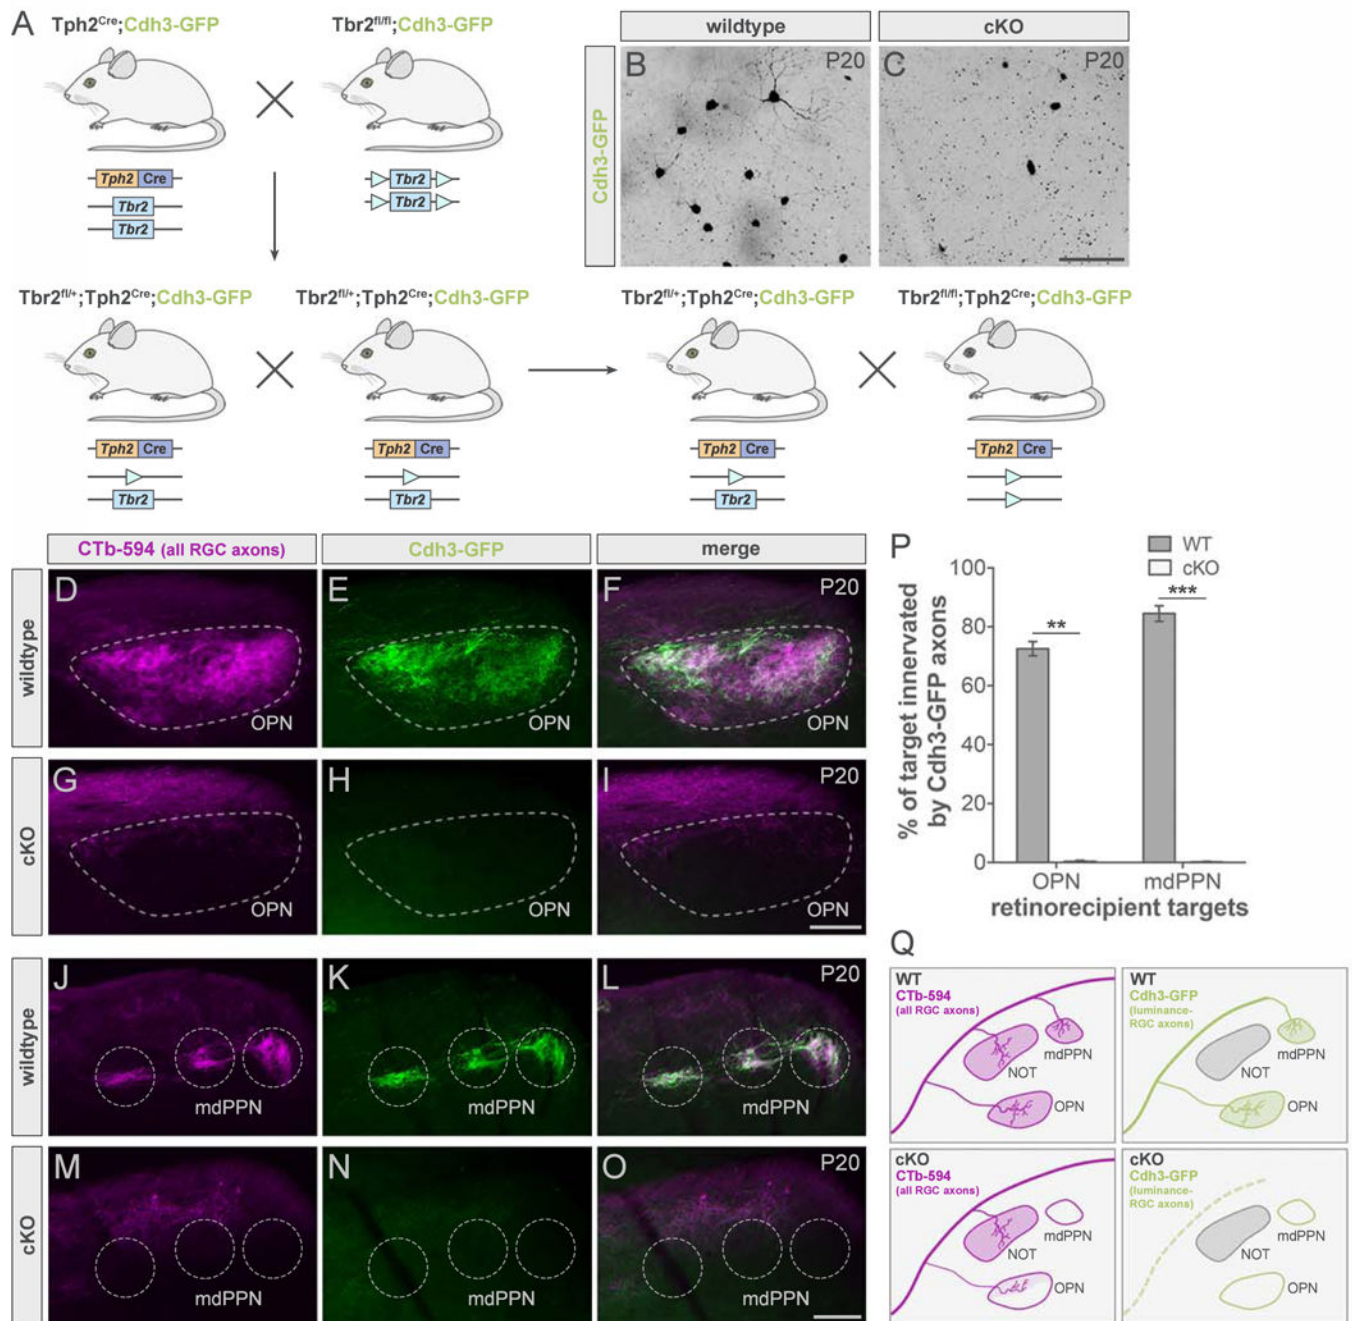 A
Tph2Cre;Cdh3-GFP
Tbr2fl/fl;Cdh3-GFP
Tph2 Cre
Tbr2
Tbr2
Tbr2
Tbr2
wildtype
cKO
Cdh3-GFP
B
P20
C
P20
Tbr2fl/+;Tph2Cre;Cdh3-GFP
Tbr2fl/+;Tph2Cre;Cdh3-GFP
Tbr2fl/+;Tph2Cre;Cdh3-GFP
Tbr2fl/fl;Tph2Cre;Cdh3-GFP
Tph2 Cre
Tbr2
Tph2 Cre
Tbr2
Tph2 Cre
Tbr2
Tph2 Cre
CTb-594 (all RGC axons)
Cdh3-GFP
merge
wildtype
D
OPN
E
OPN
F
P20
OPN
cKO
G
OPN
H
OPN
I
P20
OPN
wildtype
J
mdPPN
K
mdPPN
L
P20
mdPPN
cKO
M
mdPPN
N
mdPPN
O
P20
mdPPN
P
WT
cKO
% of target innervated
by Cdh3-GFP axons
100
80
60
40
20
0
**
***
OPN
mdPPN
retinorecipient targets
Q
WT
CTb-594
(all RGC axons)
mdPPN
NOT
OPN
WT
Cdh3-GFP
(luminance-
RGC axons)
mdPPN
NOT
OPN
cKO
CTb-594
(all RGC axons)
mdPPN
NOT
OPN
cKO
Cdh3-GFP
(luminance-
RGC axons)
mdPPN
NOT
OPN